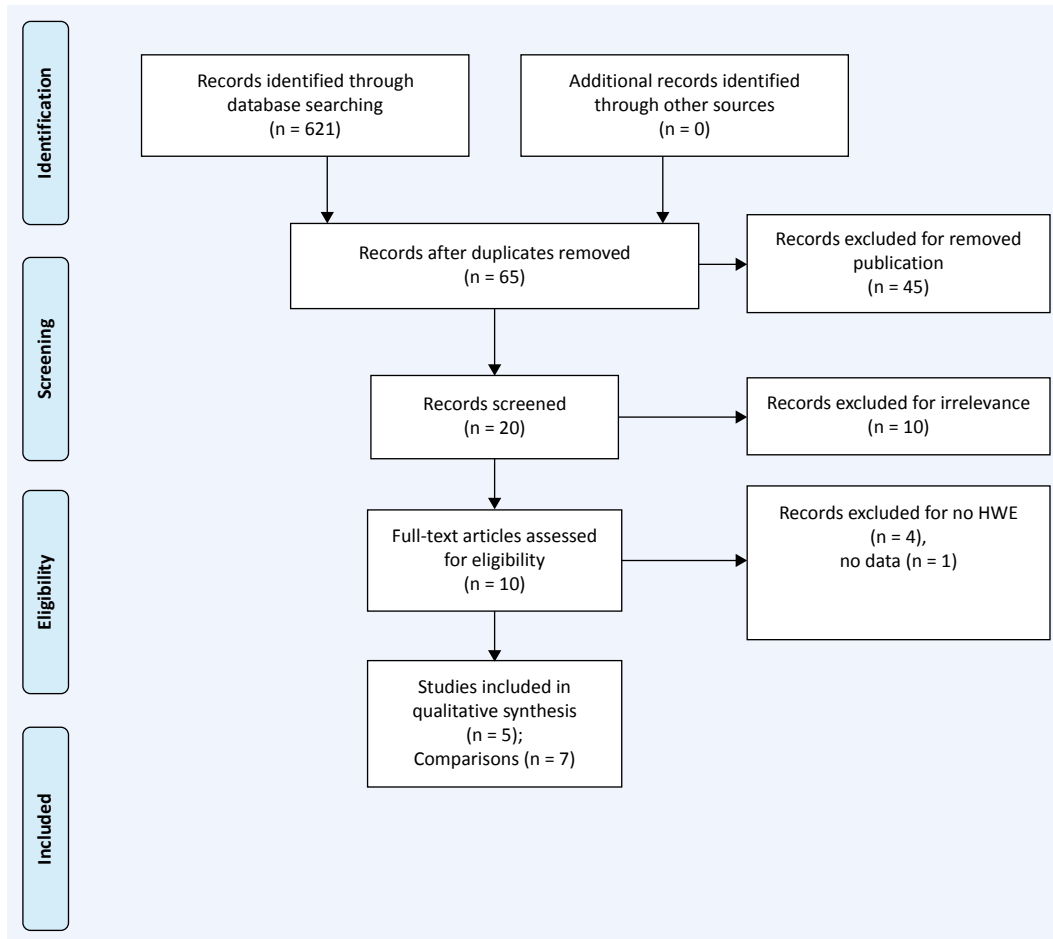 Identification
Records identified through
database searching
(n = 621)
Additional records identified
through other sources
(n = 0)
Records after duplicates removed
(n = 65)
Records excluded for removed
publication
(n = 45)
Screening
Records screened
(n = 20)
Records excluded for irrelevance
(n = 10)
Eligibility
Full-text articles assessed
for eligibility
(n = 10)
Records excluded for no HWE
(n = 4),
no data (n = 1)
Included
Studies included in
qualitative synthesis
(n = 5);
Comparisons (n = 7)